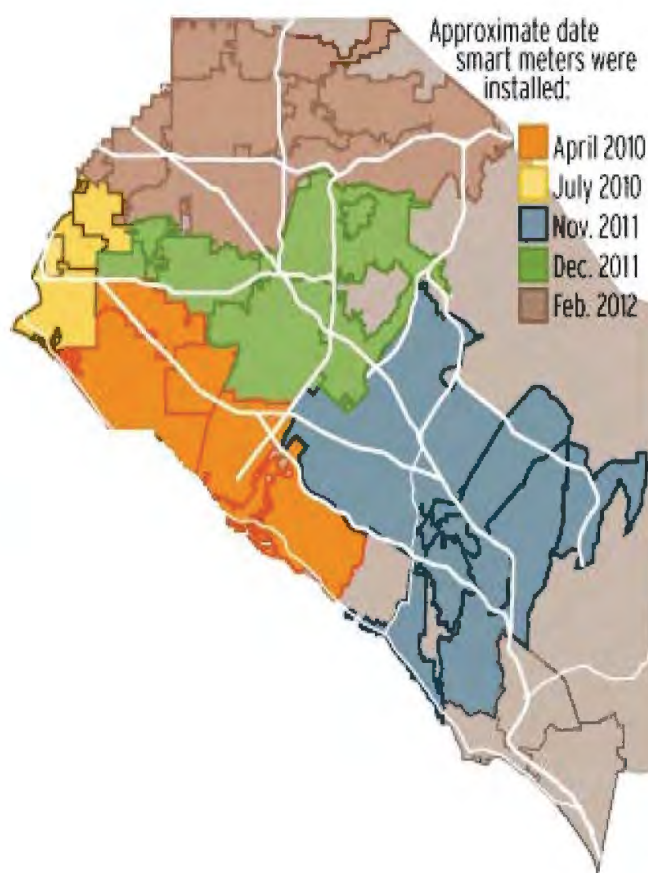 Approximate date
smart meters were
installed:
April 2010
July 2010
Nov. 2011
Dec. 2011
Feb. 2012